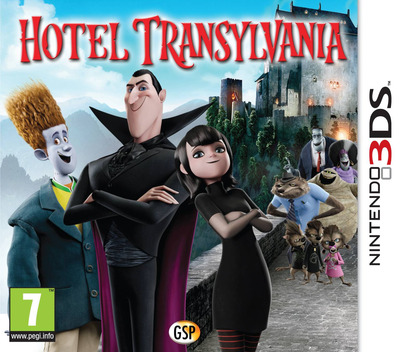 HOTEL TRANSYLVANIA
NINTENDO 3DS
7
www.pegi.info
GSP